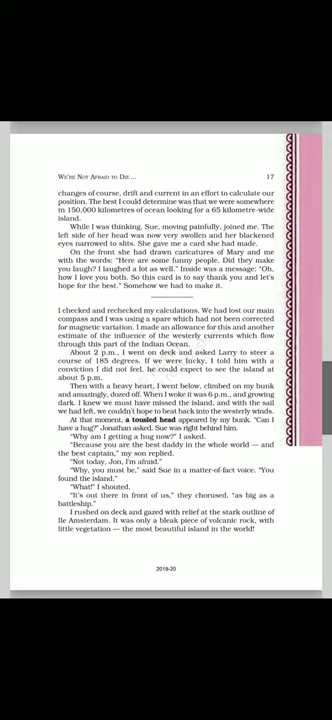 WE'RE NOT AFRAID TO DIE ... 17
changes of course, drift and current in an effort to calculate our
position. The best I could determine was that we were somewhere
in 150,000 kilometres of ocean looking for a 65 kilometre-wide
island.
While I was thinking, Sue, moving painfully, joined me. The
left side of her head was now very swollen and her blackened
eyes narrowed to slits. She gave me a card she had made.
On the front she had drawn caricatures of Mary and me
with the words: "Here are some funny people. Did they make
you laugh? I laughed a lot as well." Inside was a message: "Oh,
how I love you both. So this card is to say thank you and let's
hope for the best." Somehow we had to make it.
I checked and rechecked my calculations. We had lost our main
compass and I was using a spare which had not been corrected
for magnetic variation. I made an allowance for this and another
estimate of the influence of the westerly currents which flow
through this part of the Indian Ocean.
About 2 p.m., I went on deck and asked Larry to steer a
course of 185 degrees. If we were lucky, I told him with a
conviction I did not feel, he could expect to see the island at
about 5 p.m.
Then with a heavy heart, I went below, climbed on my bunk
and amazingly, dozed off. When I woke it was 6 p.m., and growing
dark. I knew we must have missed the island, and with the sail
we had left, we couldn't hope to beat back into the westerly winds.
At that moment, a tousled head appeared by my bunk. "Can I
have a hug?" Jonathan asked. Sue was right behind him.
"Why am I getting a hug now?" I asked.
"Because you are the best daddy in the whole world — and
the best captain," my son replied.
"Not today, Jon, I'm afraid."
"Why, you must be," said Sue in a matter-of-fact voice. "You
found the island."
"What!" I shouted.
"It's out there in front of us," they chorused, "as big as a
battleship."
I rushed on deck and gazed with relief at the stark outline of
Ile Amsterdam. It was only a bleak piece of volcanic rock, with
little vegetation — the most beautiful island in the world!
2019-20